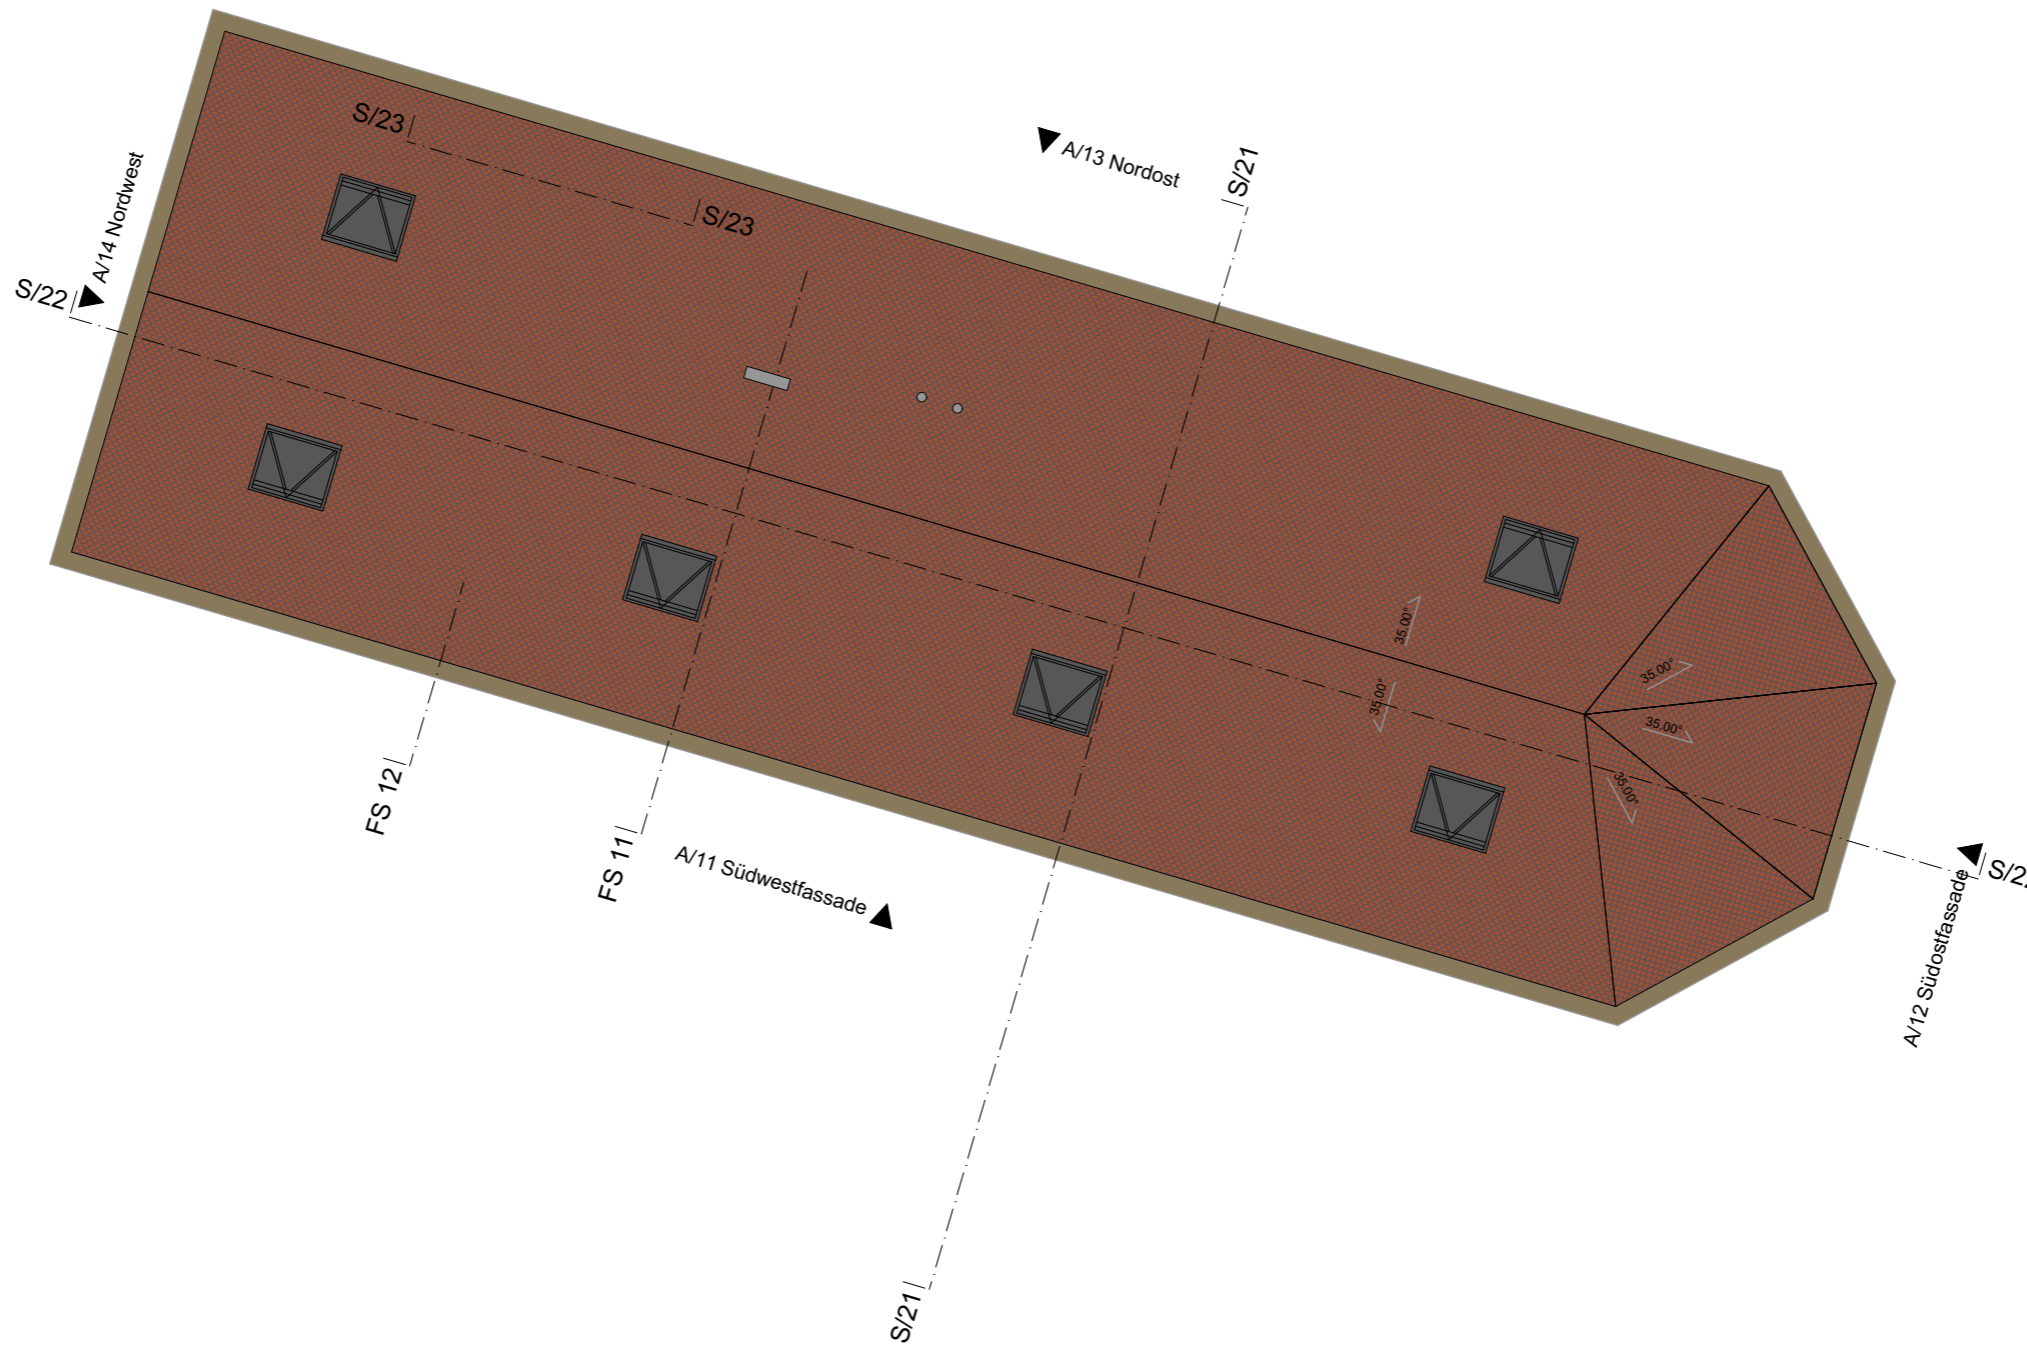 S/23
A/13 Nordost
S/21
A/14 Nordwest
S/23
S/22
35.00°
35.00°
35.00°
35.00°
35.00°
FS 12
FS 11
A/11 Südwestfassade
A/12 Südostfassade
S/21